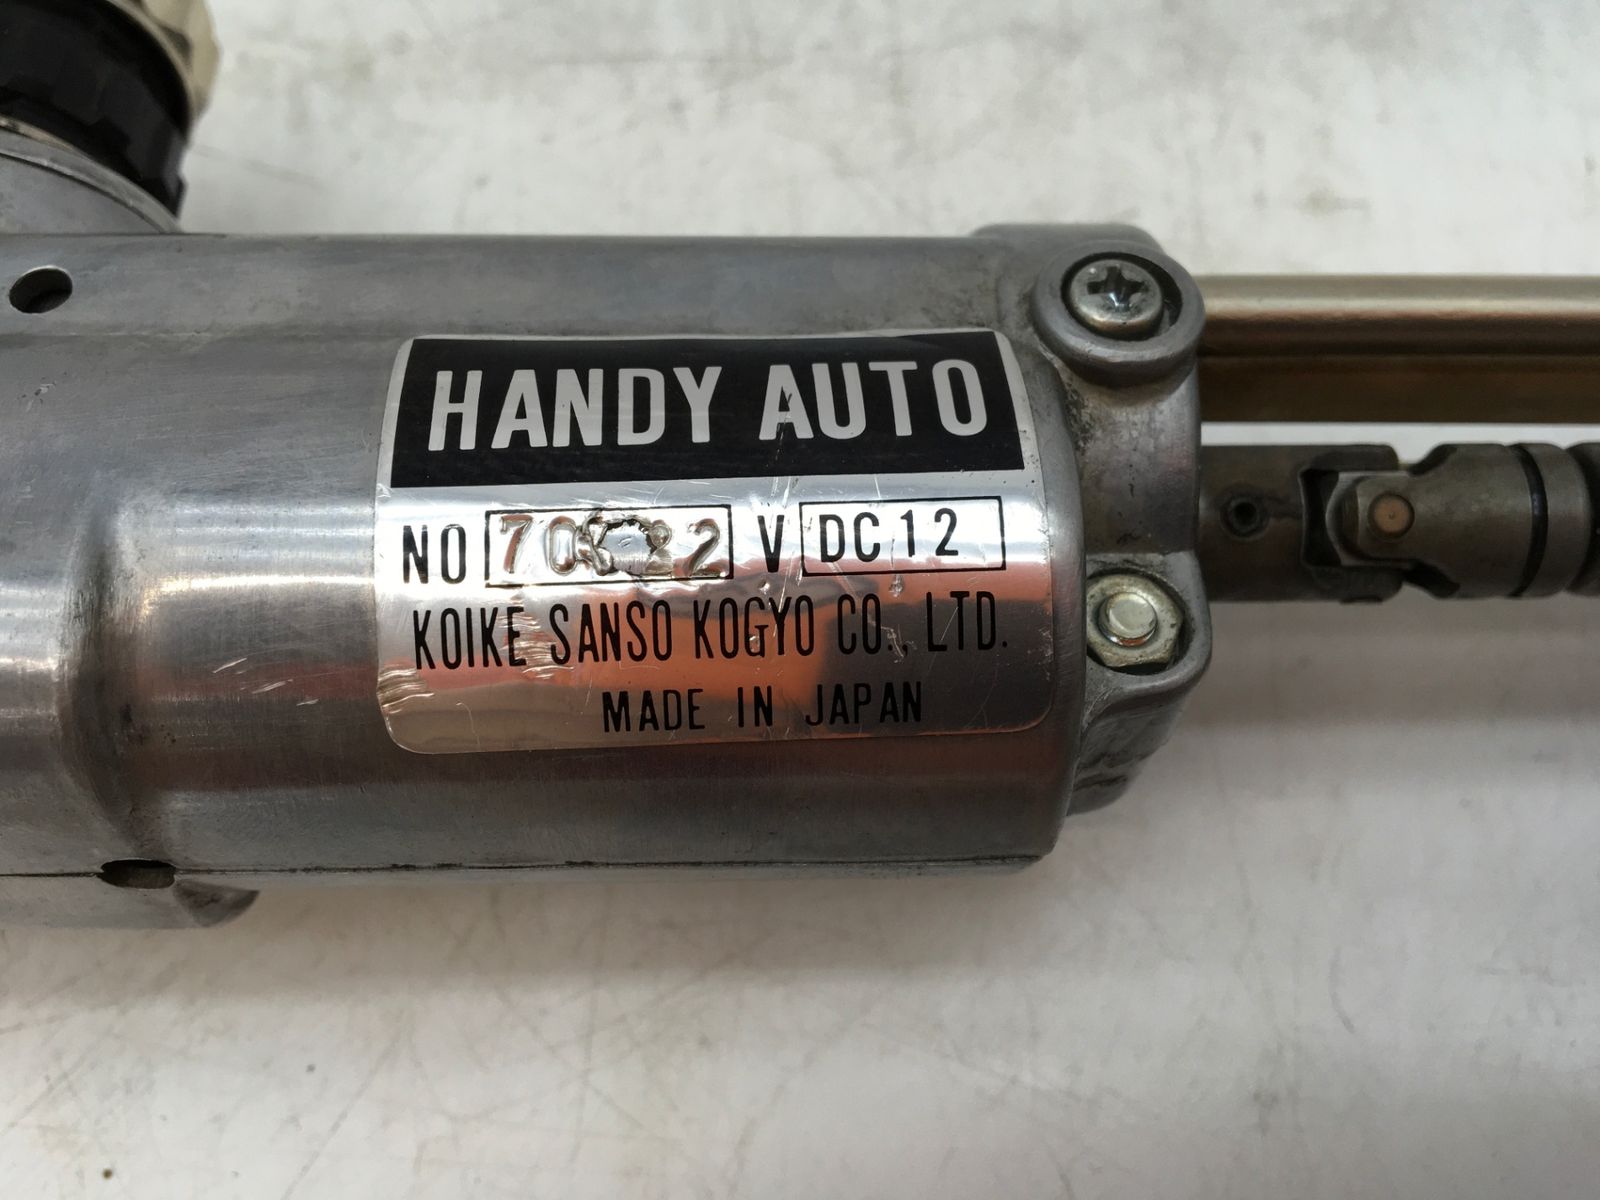 HANDY AUTO
NO V DC12
KOIKE SANSO KOGYO CO., LTD.
MADE IN JAPAN